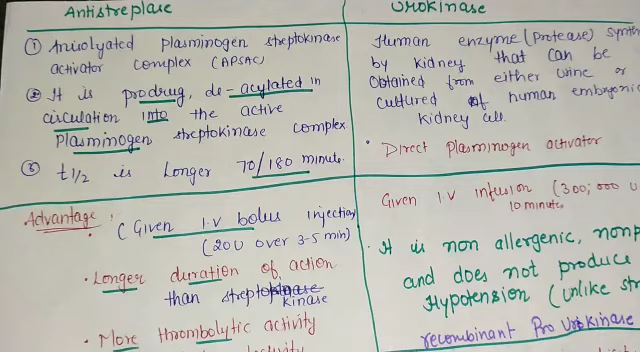 Antistreplase
① Anisolyated plasminogen streptokinase
activator complex (APSAC)
② It is prodrug, de-acylated in
circulation into the active
Plasminogen streptokinase complex
③ t1/2 is Longer 70/180 minute.
Advantage :
(Given I.V bolus injection
(20U over 3-5 min)
• Longer duration of action
than streptokinase
• More thrombolytic activity
Urokinase
Human enzyme (Protease) synth
by kidney that can be
Obtained from either urine or
cultured of human embryonic
kidney cell.
• Direct plasminogen activator
Given I.V infusion (300,000 U
10 minute.
• It is non allergenic, nonp
and does not produce
Hypotension (unlike str
recombinant Pro Urokinase